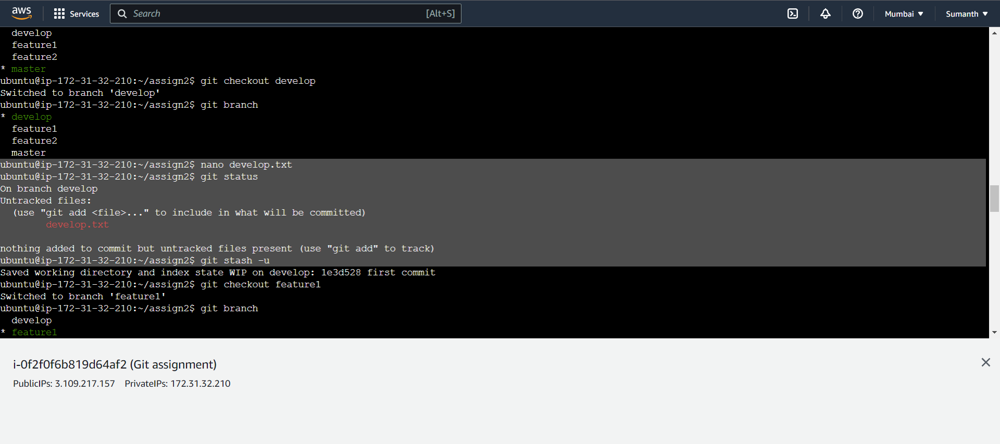 aws Services Search [Alt+S] Mumbai ▼ Sumanth ▼
  develop
  feature1
  feature2
* master
ubuntu@ip-172-31-32-210:~/assign2$ git checkout develop
Switched to branch 'develop'
ubuntu@ip-172-31-32-210:~/assign2$ git branch
* develop
  feature1
  feature2
  master
ubuntu@ip-172-31-32-210:~/assign2$ nano develop.txt
ubuntu@ip-172-31-32-210:~/assign2$ git status
On branch develop
Untracked files:
  (use "git add <file>..." to include in what will be committed)
        develop.txt

nothing added to commit but untracked files present (use "git add" to track)
ubuntu@ip-172-31-32-210:~/assign2$ git stash -u
Saved working directory and index state WIP on develop: 1e3d528 first commit
ubuntu@ip-172-31-32-210:~/assign2$ git checkout feature1
Switched to branch 'feature1'
ubuntu@ip-172-31-32-210:~/assign2$ git branch
  develop
* feature1
i-0f2f0f6b819d64af2 (Git assignment)
PublicIPs: 3.109.217.157 PrivateIPs: 172.31.32.210